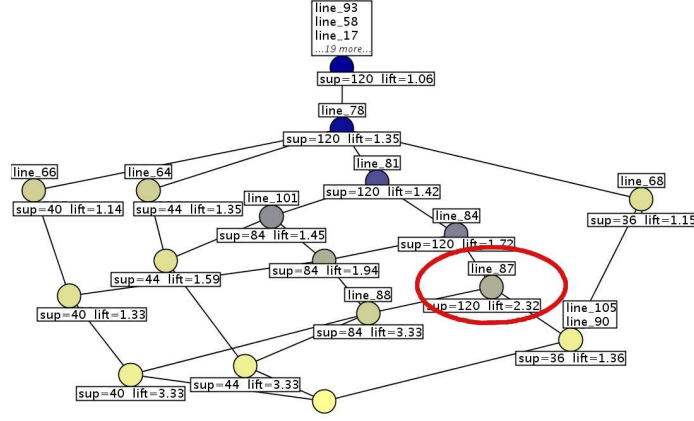 line_93
line_58
line_17
...19 more...
sup=120 lift=1.06
line_78
sup=120 lift=1.35
line_81
sup=120 lift=1.42
line_66
sup=40 lift=1.14
line_64
sup=44 lift=1.35
line_68
sup=36 lift=1.15
line_101
sup=84 lift=1.45
line_84
sup=120 lift=1.72
sup=44 lift=1.59
sup=84 lift=1.94
line_87
sup=120 lift=2.32
sup=40 lift=1.33
line_88
sup=84 lift=3.33
line_105
line_90
sup=36 lift=1.36
sup=40 lift=3.33
sup=44 lift=3.33